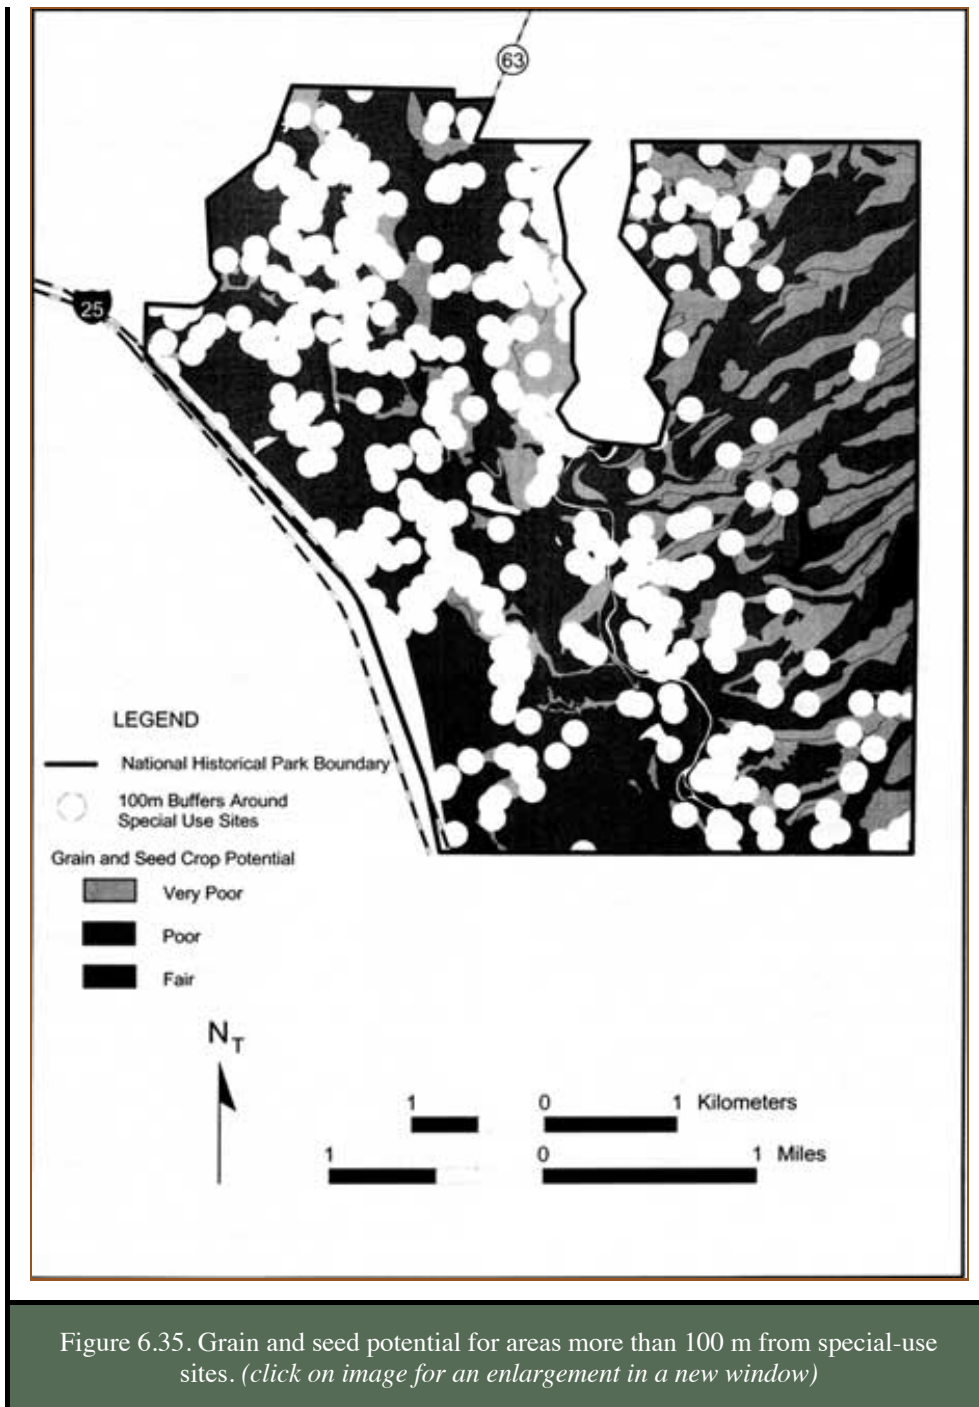 63
25
LEGEND
National Historical Park Boundary
100m Buffers Around
Special Use Sites
Grain and Seed Crop Potential
Very Poor
Poor
Fair
N T
1 0 1 Kilometers
1 0 1 Miles
Figure 6.35. Grain and seed potential for areas more than 100 m from special-use
sites. (click on image for an enlargement in a new window)